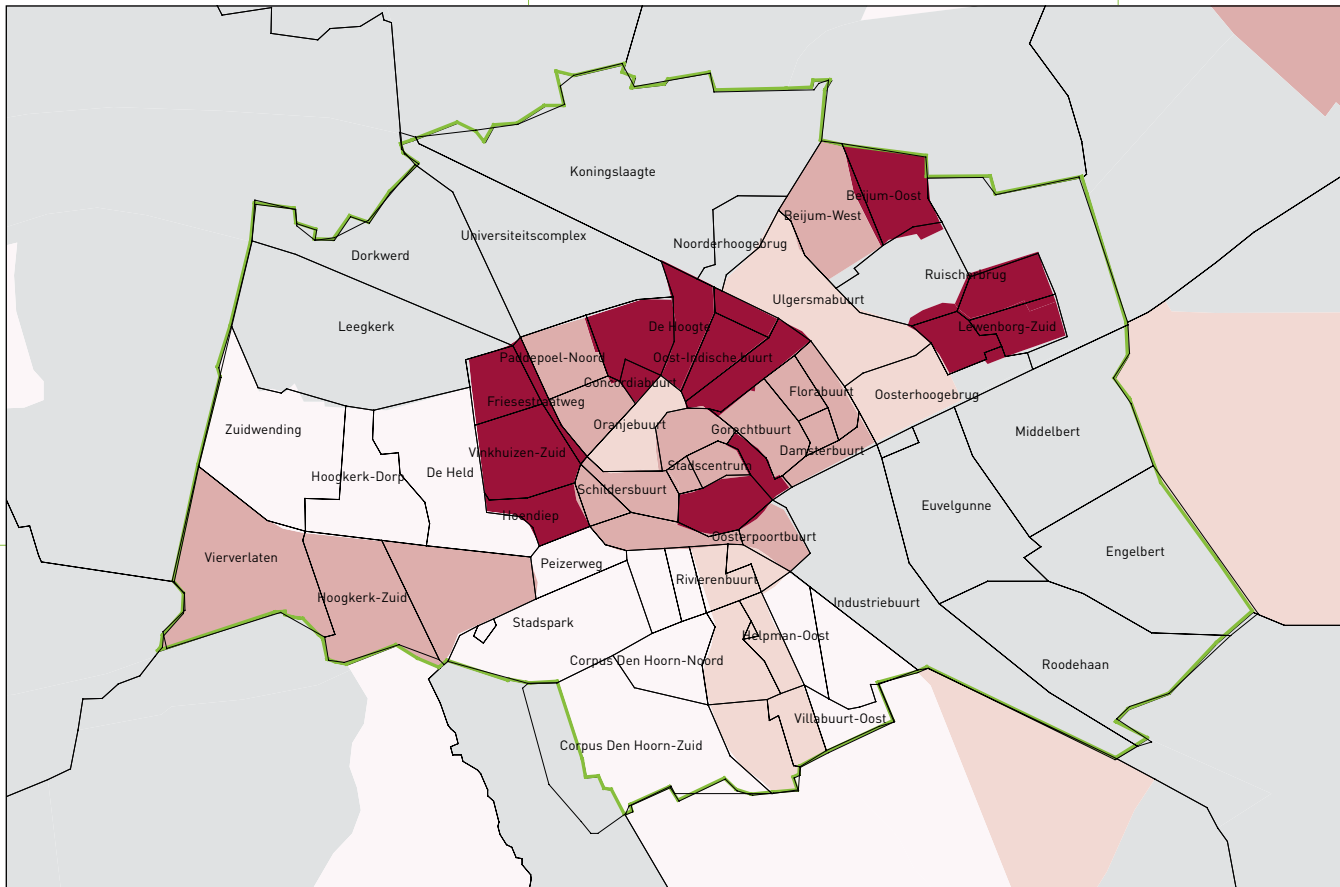 Koningslaagte
Beijum-Oost
Beijum-West
Universiteitscomplex
Noorderhoogebrug
Dorkwerd
Ruischerbrug
Ulgersmabuurt
Leegkerk
De Hoogte
Lewenborg-Zuid
Paddepoel-Noord
Oost-Indische buurt
Concordiabuurt
Florabuurt
Oosterhoogebrug
Friesestraatweg
Oranjebuurt
Zuidwending
Gorechtbuurt
Middelbert
Vinkhuizen-Zuid
Damsterbuurt
De Held
Stadscentrum
Hoogkerk-Dorp
Schildersbuurt
Euvelgunne
Hoendiep
Oosterpoortbuurt
Engelbert
Vierverlaten
Peizerweg
Rivierenbuurt
Hoogkerk-Zuid
Industriebuurt
Stadspark
Helpman-Oost
Corpus Den Hoorn-Noord
Roodehaan
Villabuurt-Oost
Corpus Den Hoorn-Zuid